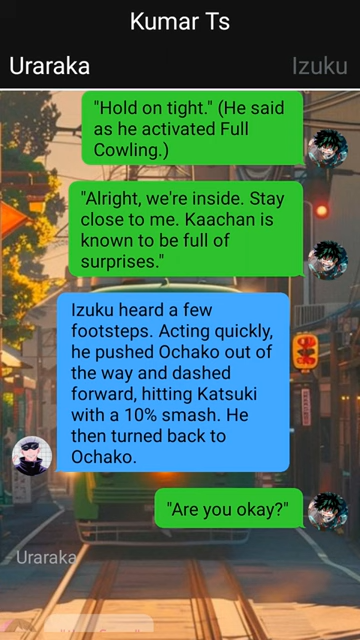 Kumar Ts
Uraraka Izuku
"Hold on tight." (He said
as he activated Full
Cowling.)
"Alright, we're inside. Stay
close to me. Kaachan is
known to be full of
surprises."
Izuku heard a few
footsteps. Acting quickly,
he pushed Ochako out of
the way and dashed
forward, hitting Katsuki
with a 10% smash. He
then turned back to
Ochako.
"Are you okay?"
Uraraka